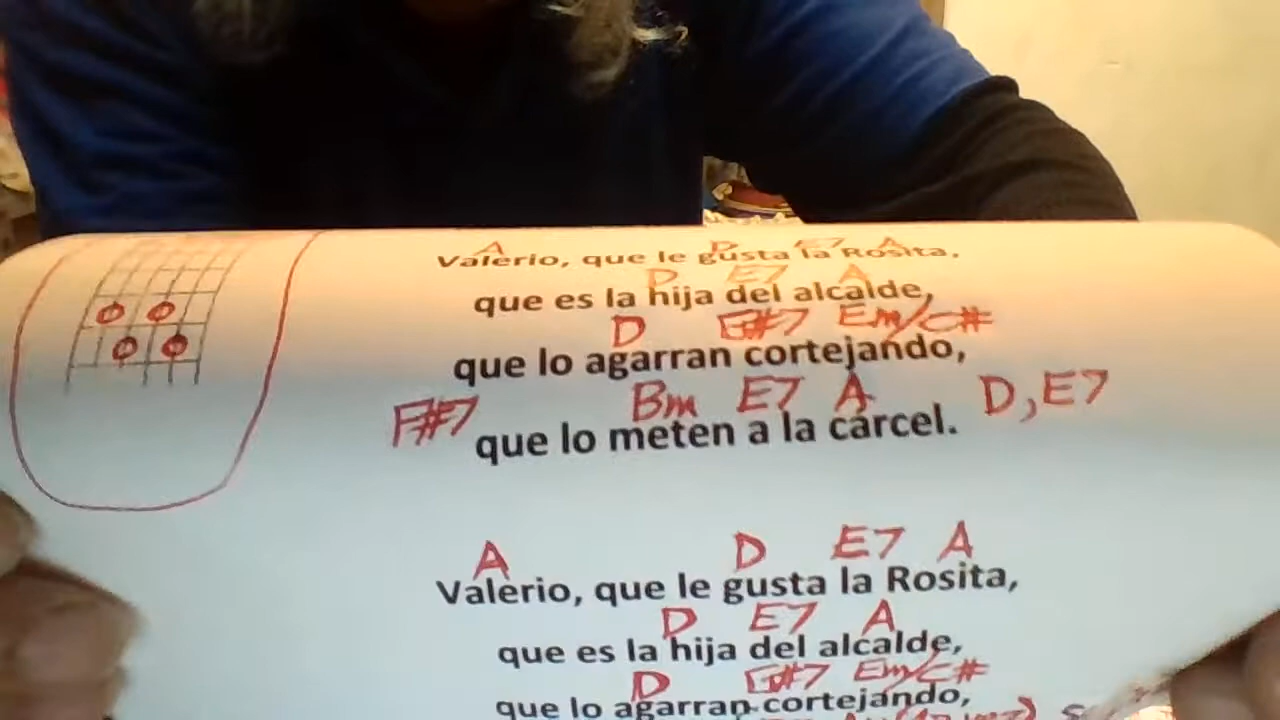 A D E7 A
Valerio, que le gusta la Rosita,
D E7 A
que es la hija del alcalde,
D G#7 Em/C#
que lo agarran cortejando,
F#7 Bm E7 A D, E7
que lo meten a la cárcel.
A D E7 A
Valerio, que le gusta la Rosita,
D E7 A
que es la hija del alcalde,
D G#7 Em/C#
que lo agarran cortejando,